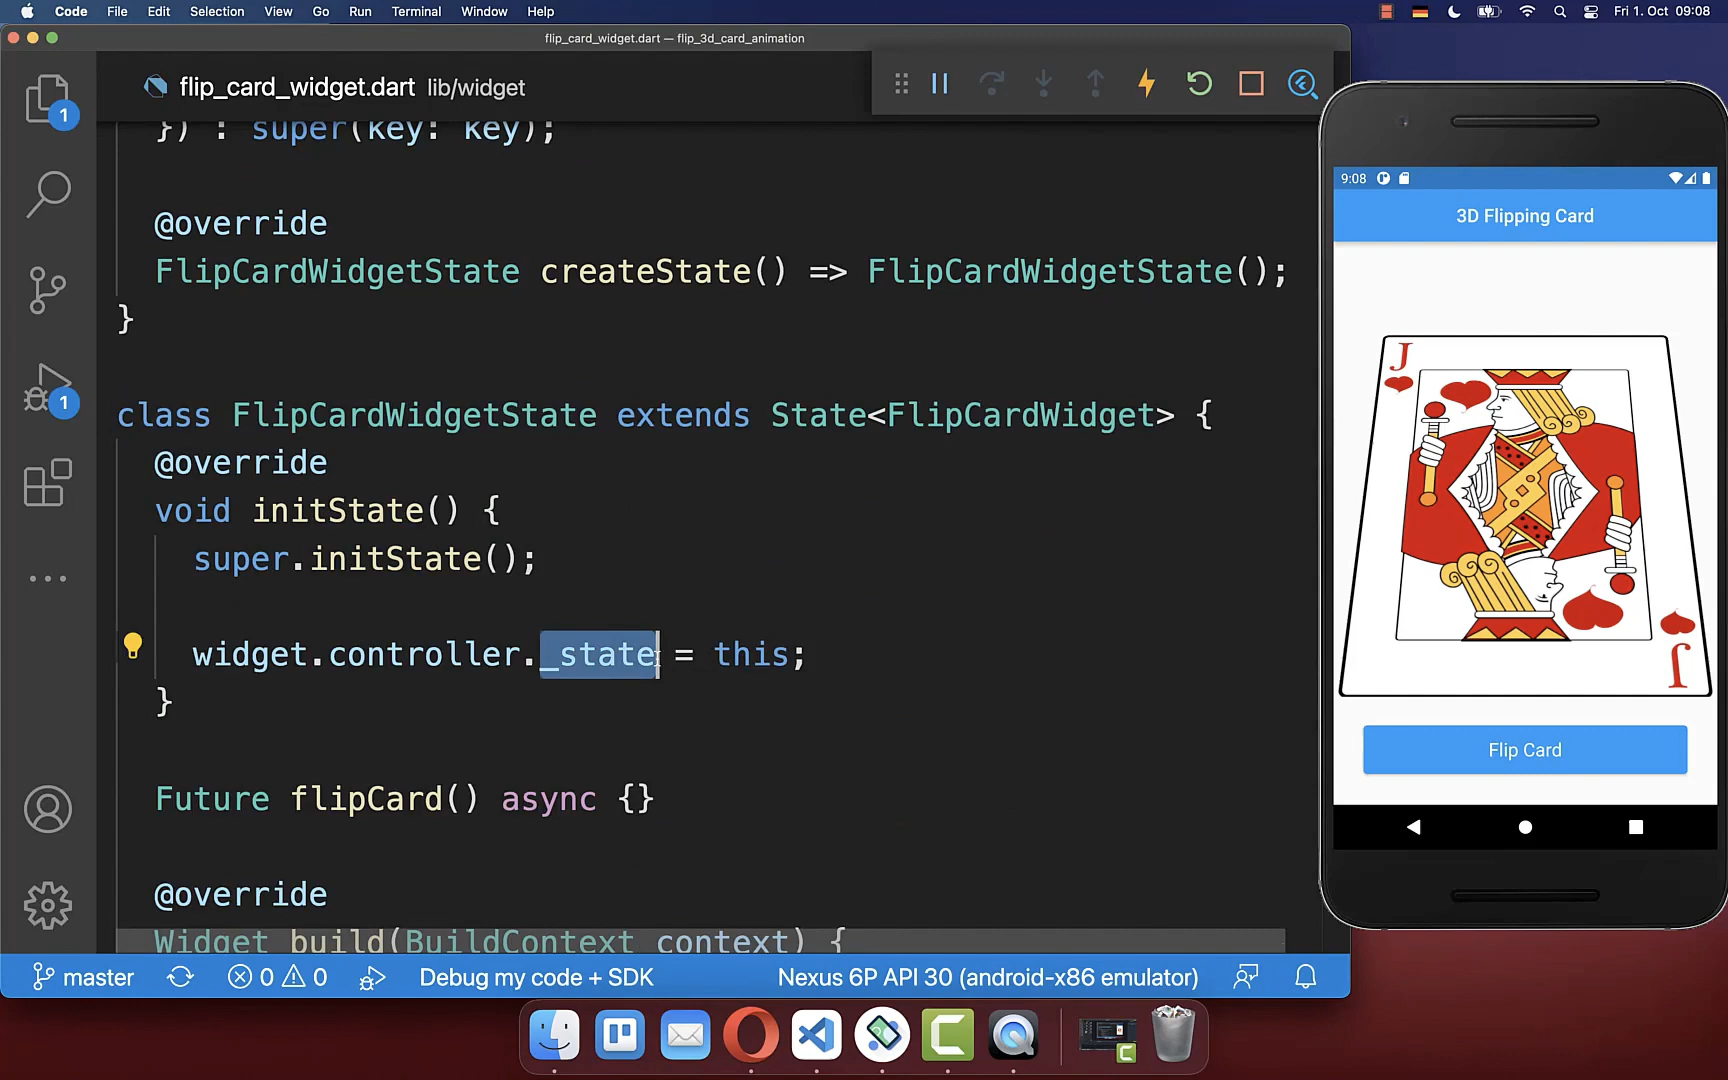 Code File Edit Selection View Go Run Terminal Window Help Fri 1. Oct 09:08
flip_card_widget.dart — flip_3d_card_animation
flip_card_widget.dart lib/widget
}) : super(key: key);
@override
FlipCardWidgetState createState() => FlipCardWidgetState();
}
class FlipCardWidgetState extends State<FlipCardWidget> {
@override
void initState() {
super.initState();
widget.controller._state = this;
}
Future flipCard() async {}
@override
Widget build(BuildContext context) {
1
1
master 0 0 Debug my code + SDK Nexus 6P API 30 (android-x86 emulator)
9:08
3D Flipping Card
J
J
Flip Card